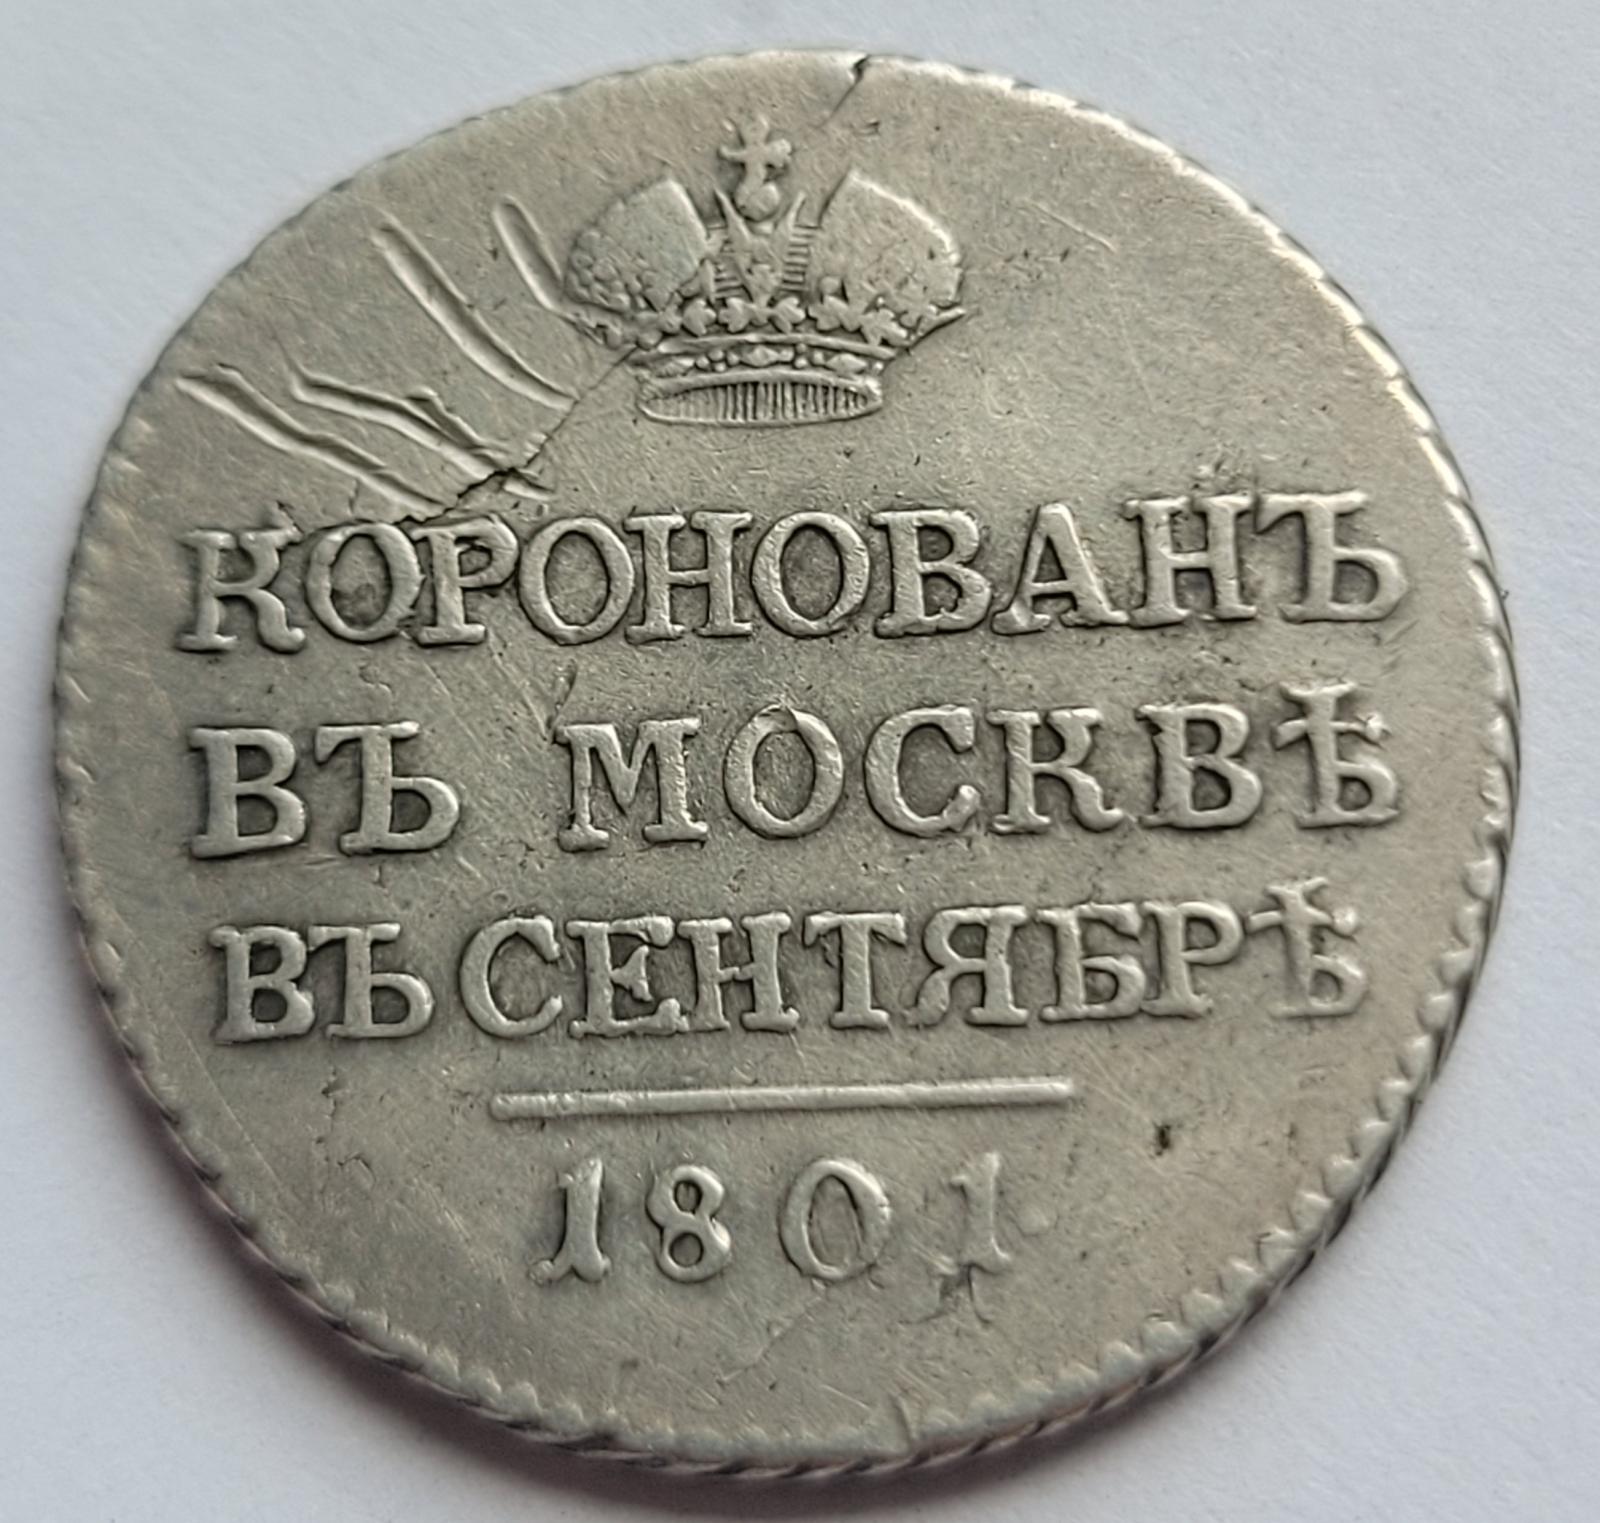 КОРОНОВАНЪ
ВЪ МОСКВѢ
ВЪ СЕНТЯБРѢ
1801